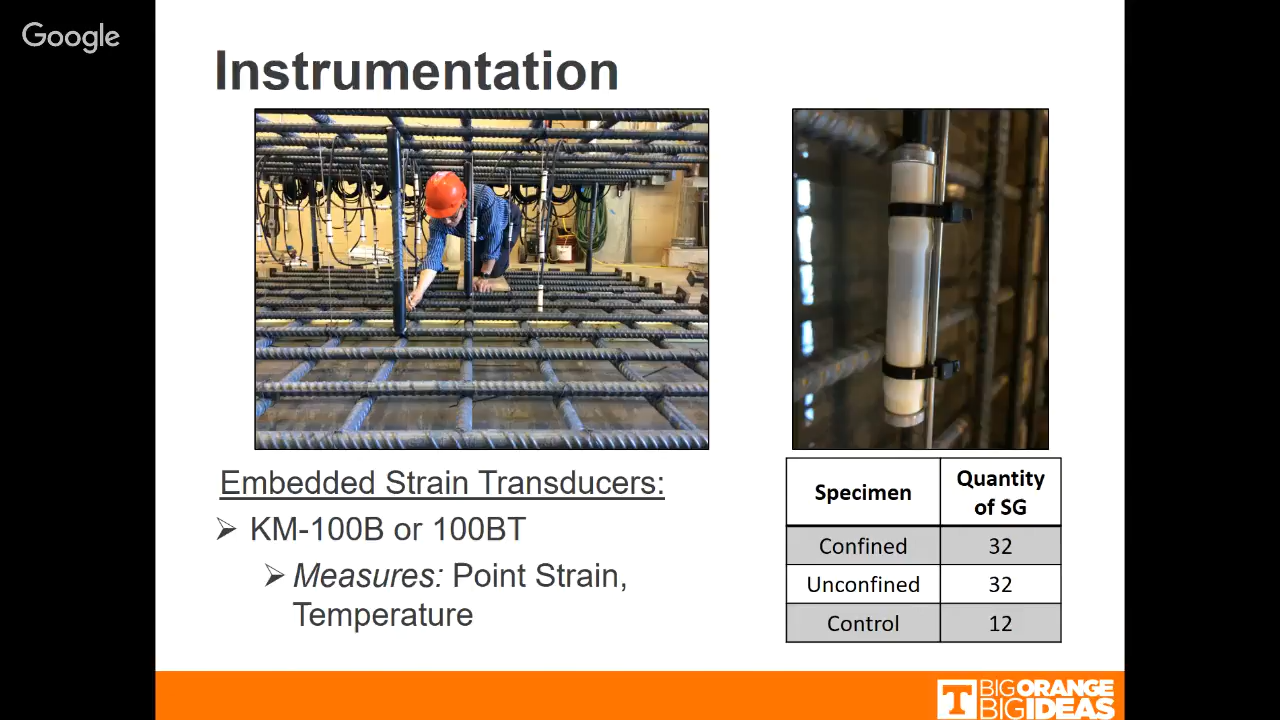 Google
Instrumentation
Embedded Strain Transducers:
KM-100B or 100BT
Measures: Point Strain,
Temperature
Specimen Quantity of SG
Confined 32
Unconfined 32
Control 12
T BIG ORANGE
BIG IDEAS